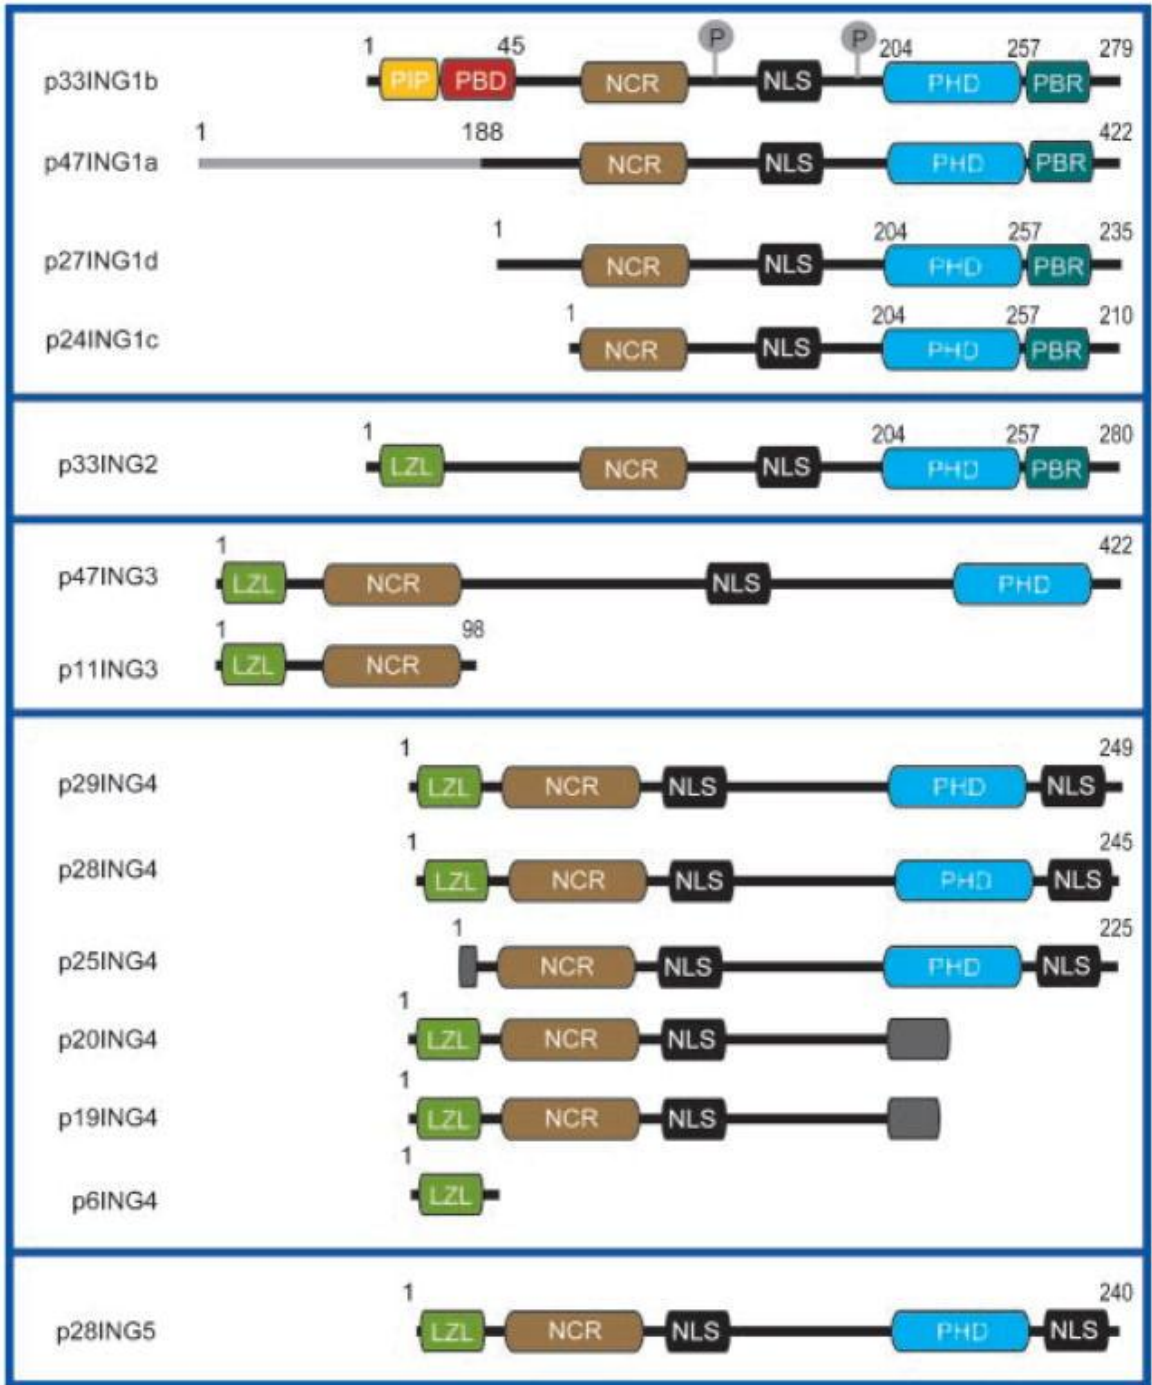 1 45 P P 204 257 279
p33ING1b PIP PBD NCR NLS PHD PBR
1 188 422
p47ING1a NCR NLS PHD PBR
1 204 257 235
p27ING1d NCR NLS PHD PBR
1 204 257 210
p24ING1c NCR NLS PHD PBR
1 204 257 280
p33ING2 LZL NCR NLS PHD PBR
1 422
p47ING3 LZL NCR NLS PHD
1 98
p11ING3 LZL NCR
1 249
p29ING4 LZL NCR NLS PHD NLS
1 245
p28ING4 LZL NCR NLS PHD NLS
1 225
p25ING4 NCR NLS PHD NLS
1
p20ING4 LZL NCR NLS
1
p19ING4 LZL NCR NLS
1
p6ING4 LZL
1 240
p28ING5 LZL NCR NLS PHD NLS